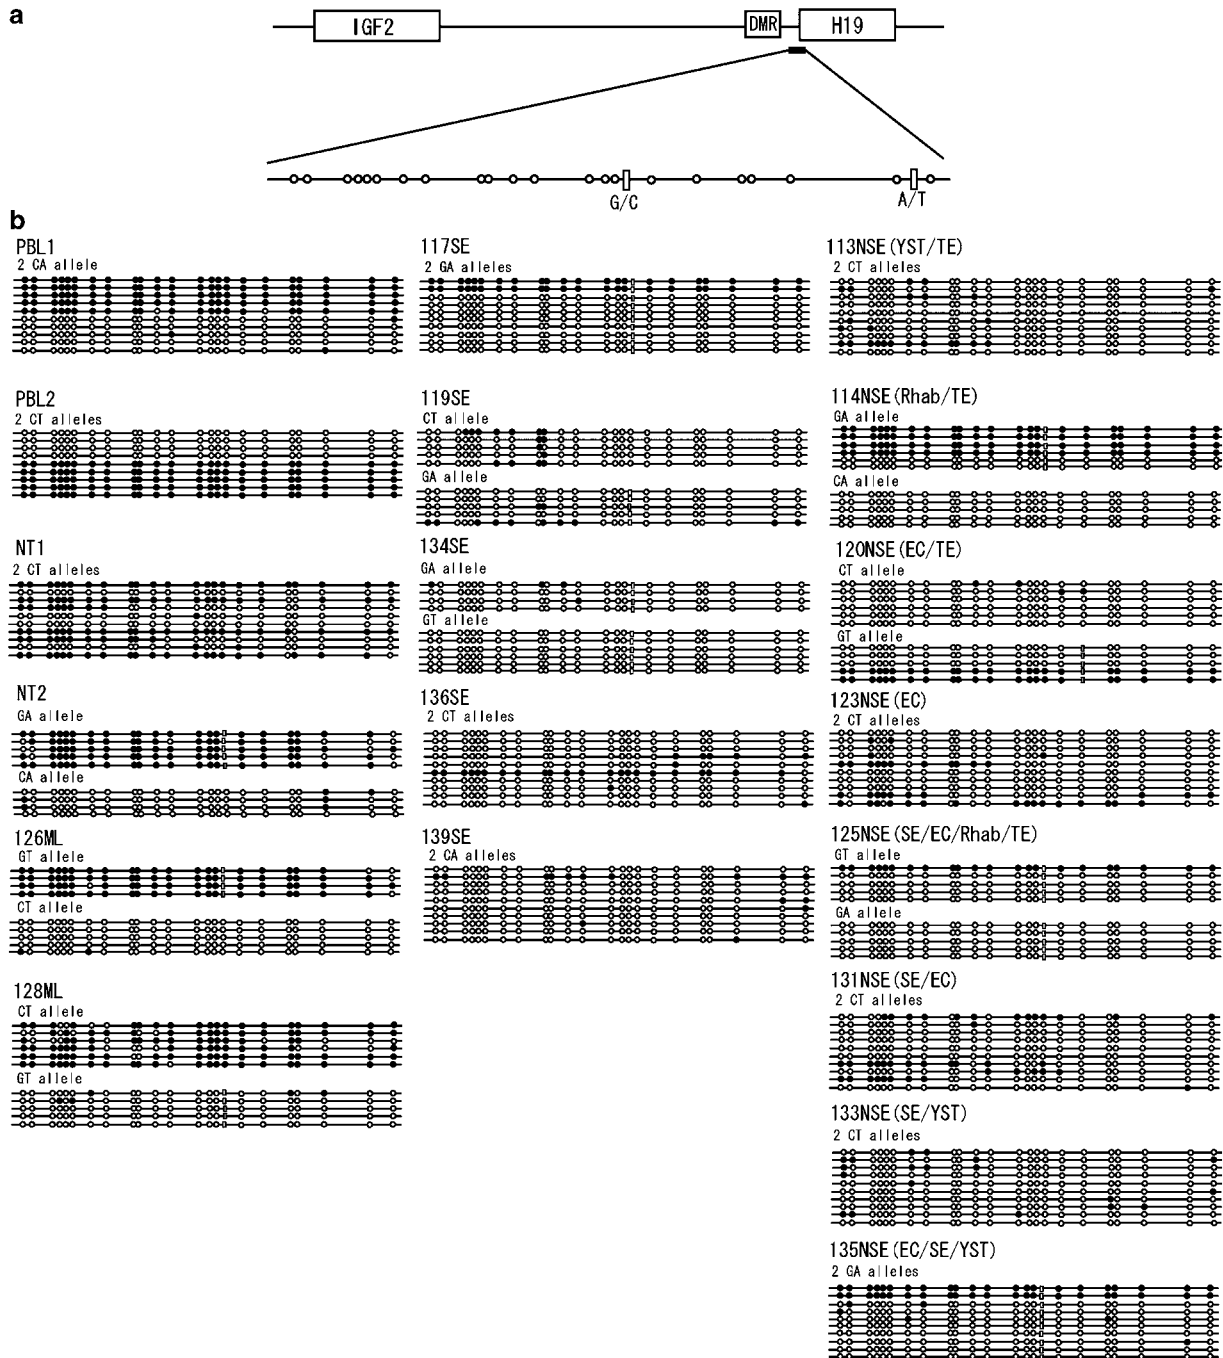 a
IGF2
DMR
H19
G/C
A/T
b
PBL1
2 CA allele
PBL2
2 CT alleles
NT1
2 CT alleles
NT2
GA allele
CA allele
126ML
GT allele
CT allele
128ML
CT allele
GT allele
117SE
2 GA alleles
119SE
CT allele
GA allele
134SE
GA allele
GT allele
136SE
2 CT alleles
139SE
2 CA alleles
113NSE(YST/TE)
2 CT alleles
114NSE(Rhab/TE)
GA allele
CA allele
120NSE(EC/TE)
CT allele
GT allele
123NSE(EC)
2 CT alleles
125NSE(SE/EC/Rhab/TE)
GT allele
GA allele
131NSE(SE/EC)
2 CT alleles
133NSE(SE/YST)
2 CT alleles
135NSE(EC/SE/YST)
2 GA alleles